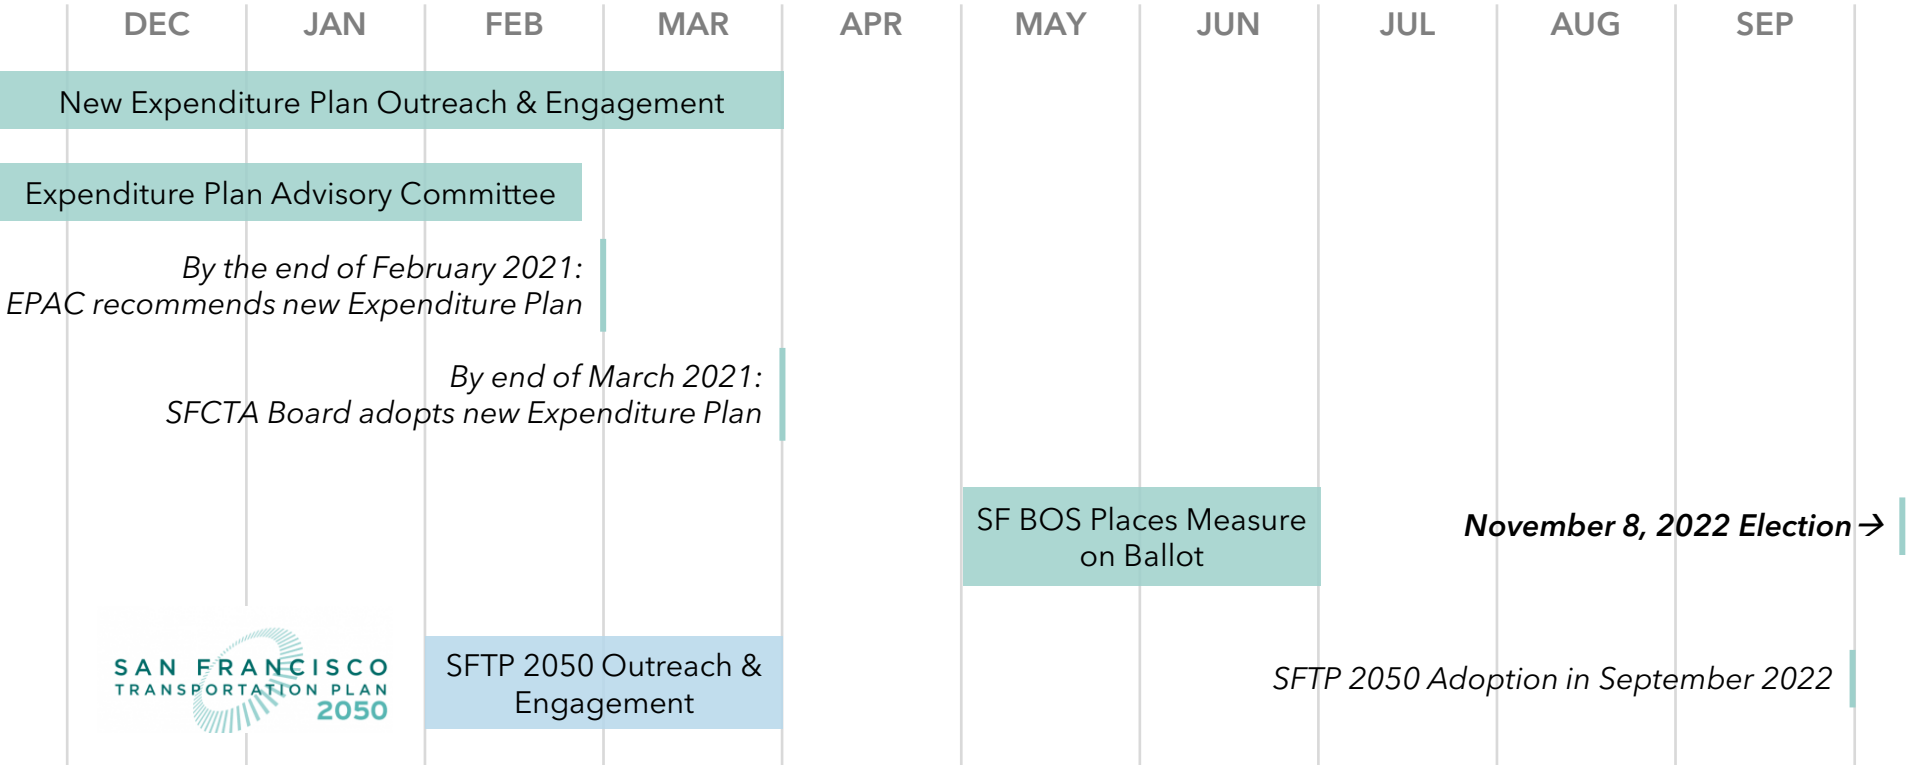 DEC JAN FEB MAR APR MAY JUN JUL AUG SEP
New Expenditure Plan Outreach & Engagement
Expenditure Plan Advisory Committee
By the end of February 2021:
EPAC recommends new Expenditure Plan
By end of March 2021:
SFCTA Board adopts new Expenditure Plan
SF BOS Places Measure
on Ballot
November 8, 2022 Election→
SAN FRANCISCO
TRANSPORTATION PLAN
2050
SFTP 2050 Outreach &
Engagement
SFTP 2050 Adoption in September 2022